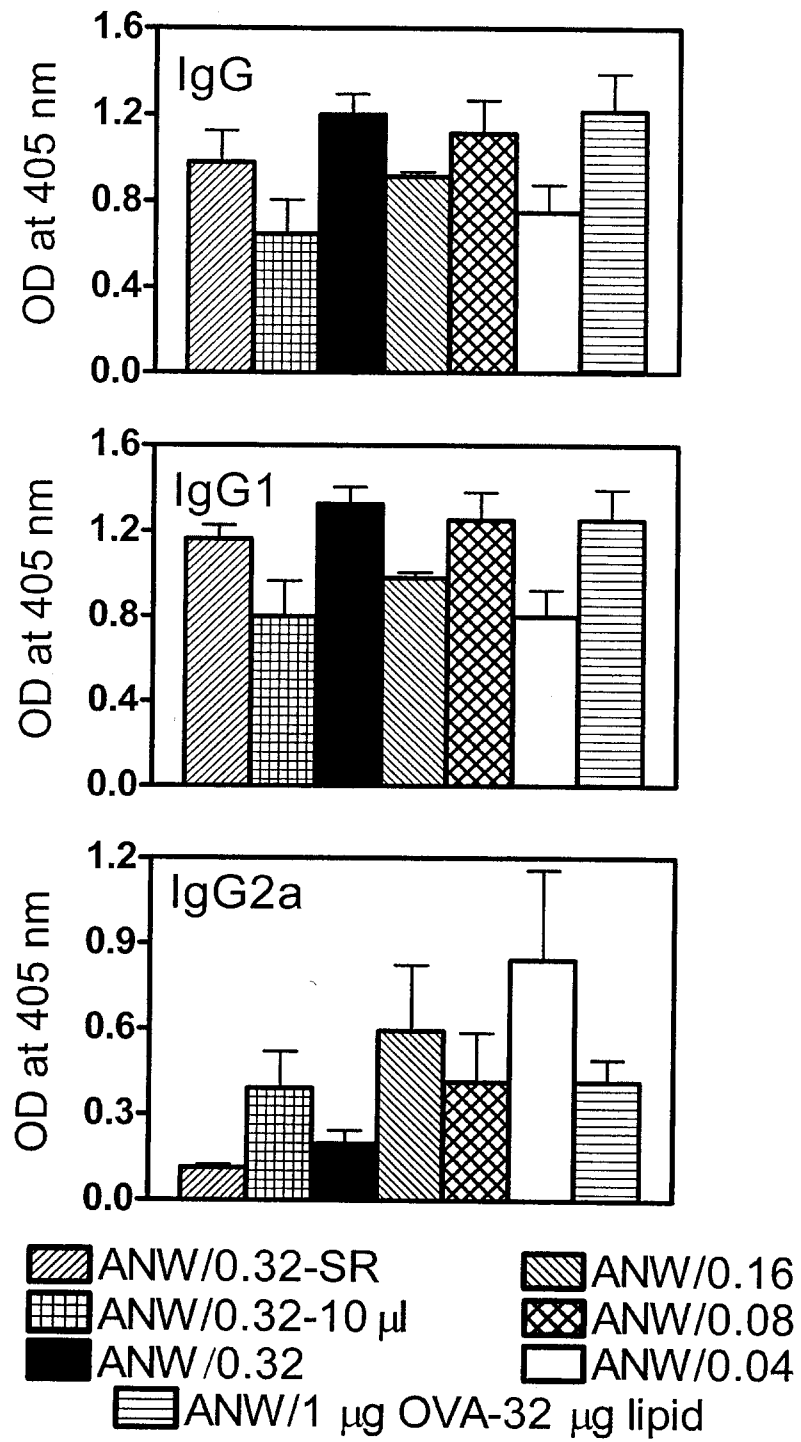 1.6
IgG
1.2
0.8
0.4
0.0
OD at 405 nm
1.6
IgG1
1.2
0.8
0.4
0.0
OD at 405 nm
1.2
IgG2a
0.9
0.6
0.3
0.0
OD at 405 nm
ANW/0.32-SR
ANW/0.16
ANW/0.32-10 μl
ANW/0.08
ANW/0.32
ANW/0.04
ANW/1 μg OVA-32 μg lipid